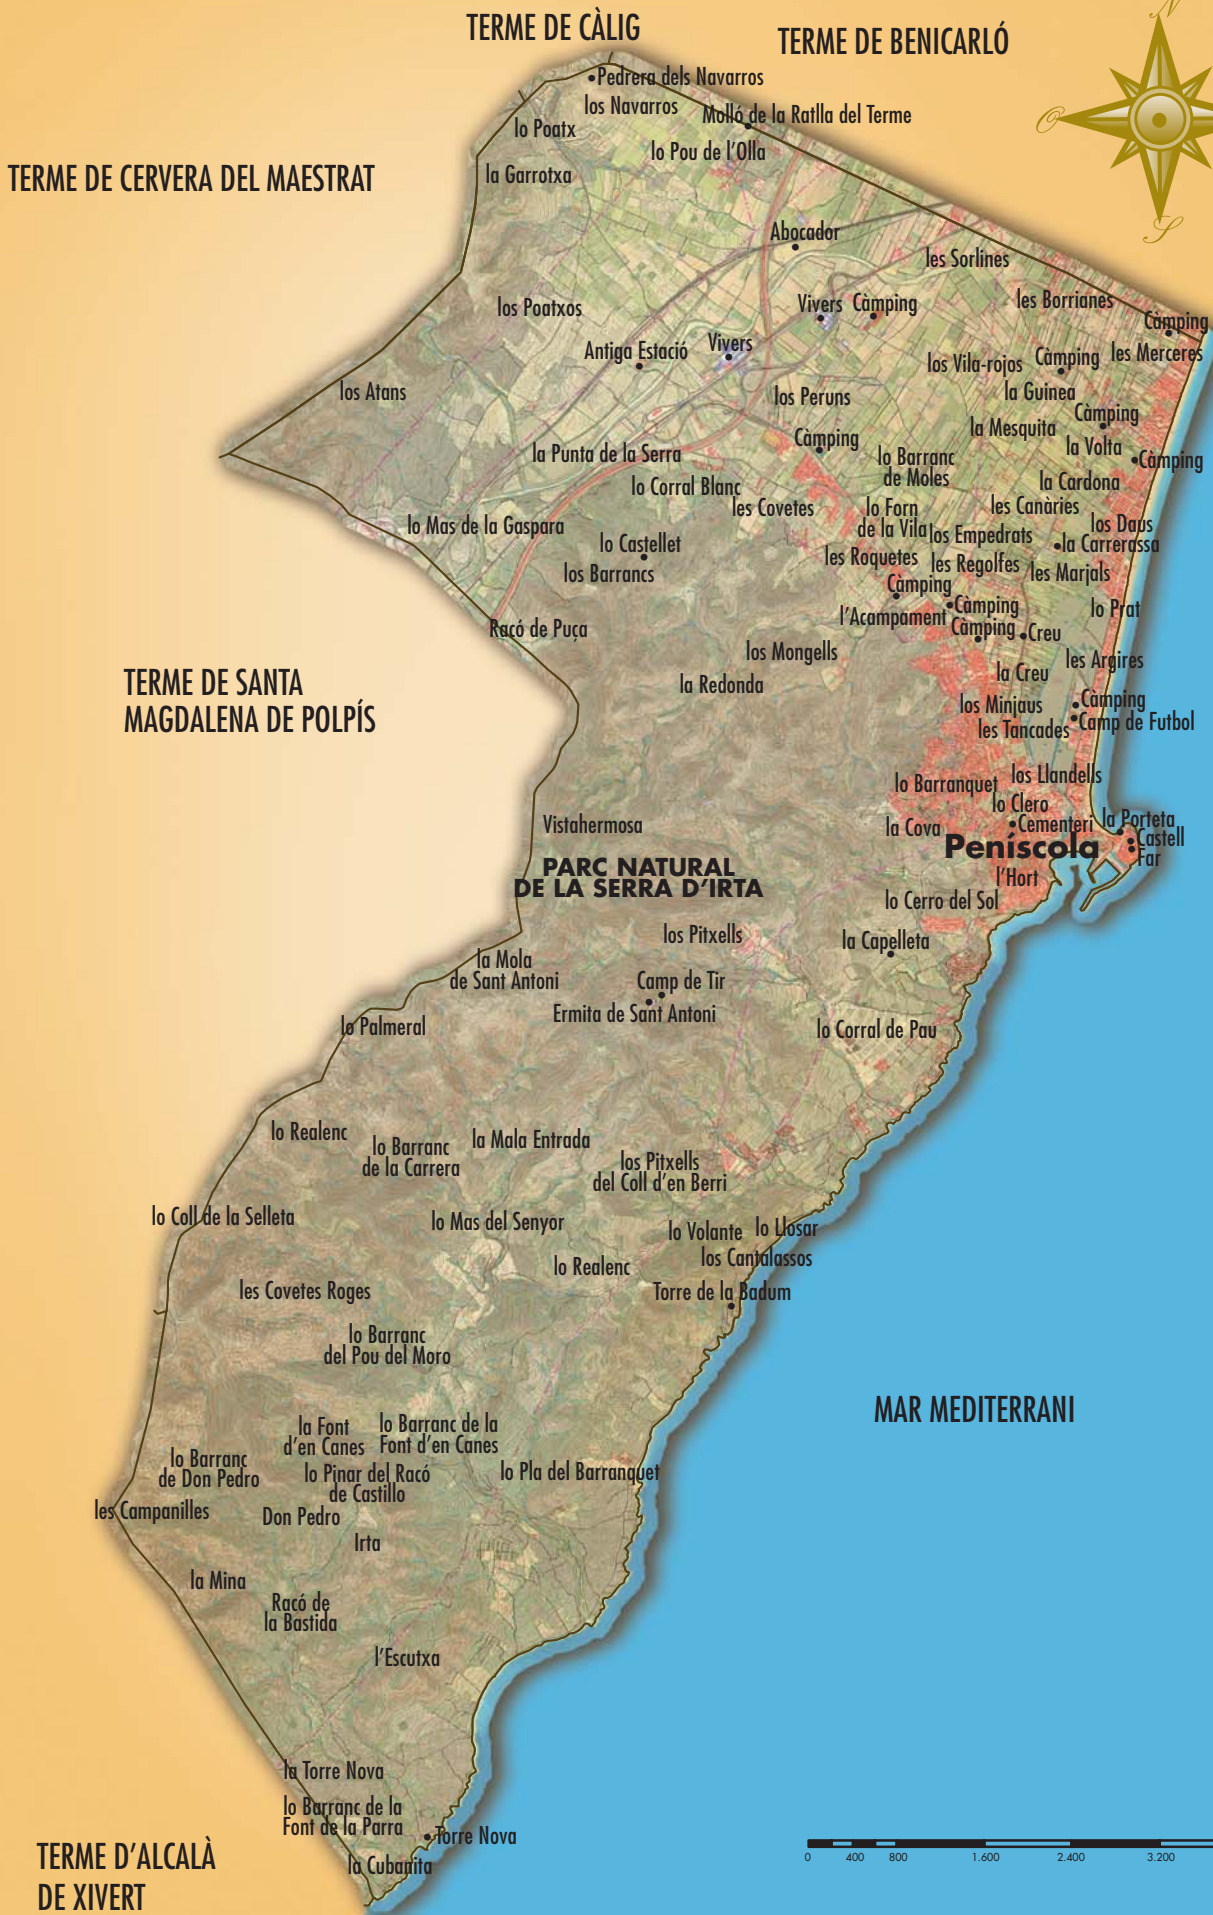 TERME DE CÀLIG
TERME DE BENICARLÓ
N
O
S
Pedrera dels Navarros
los Navarros
Molló de la Ratlla del Terme
lo Poatx
lo Pou de l'Olla
TERME DE CERVERA DEL MAESTRAT
la Garrotxa
Abocador
les Sorlines
los Poatxos
Vivers
Càmping
les Borrianes
Càmping
Antiga Estació
Vivers
los Vila-rojos
Càmping
les Merceres
los Atans
los Peruns
la Guinea
Càmping
la Mesquita
Càmping
la Volta
la Punta de la Serra
lo Barranc
de Moles
Càmping
lo Corral Blanc
la Cardona
les Covetes
lo Forn
de la Vila
les Canàries
lo Mas de la Gaspara
los Daus
los Empedrats
la Carrerassa
lo Castellet
les Roquetes
les Regolfes
les Marjals
los Barrancs
Càmping
Càmping
lo Prat
l'Acampament
Càmping
Creu
Racó de Puça
los Mongells
les Argires
la Creu
la Redonda
TERME DE SANTA
MAGDALENA DE POLPÍS
los Minjaus
Càmping
les Tancades
Camp de Futbol
lo Barranquet
los Llandells
lo Clero
Vistahermosa
la Cova
Cementeri
la Porteta
Castell
Peníscola
Far
PARC NATURAL
DE LA SERRA D'IRTA
l'Hort
lo Cerro del Sol
los Pitxells
la Capelleta
la Mola
de Sant Antoni
Camp de Tir
Ermita de Sant Antoni
lo Palmeral
lo Corral de Pau
lo Realenc
lo Barranc
de la Carrera
la Mala Entrada
los Pitxells
del Coll d'en Berri
lo Coll de la Selleta
lo Mas del Senyor
lo Volante
lo Llosar
lo Realenc
los Cantalassos
les Covetes Roges
Torre de la Badum
lo Barranc
del Pou del Moro
MAR MEDITERRANI
la Font
d'en Canes
lo Barranc de la
Font d'en Canes
lo Barranc
de Don Pedro
lo Pinar del Racó
de Castillo
lo Pla del Barranquet
les Campanilles
Don Pedro
Irta
la Mina
Racó de
la Bastida
l'Escutxa
la Torre Nova
lo Barranc de la
Font de la Parra
Torre Nova
la Cubanita
TERME D'ALCALÀ
DE XIVERT
0 400 800 1.600 2.400 3.200